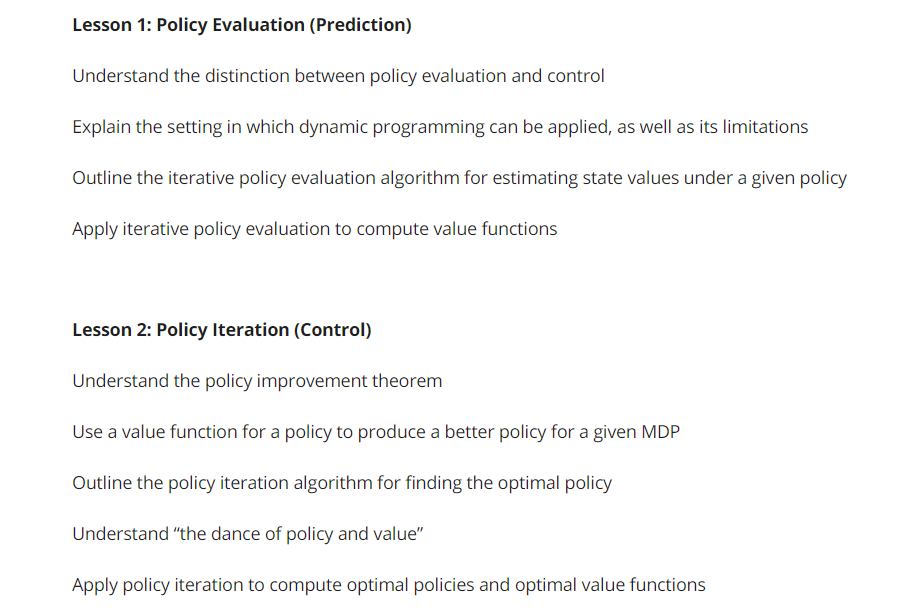 Lesson 1: Policy Evaluation (Prediction)
Understand the distinction between policy evaluation and control
Explain the setting in which dynamic programming can be applied, as well as its limitations
Outline the iterative policy evaluation algorithm for estimating state values under a given policy
Apply iterative policy evaluation to compute value functions
Lesson 2: Policy Iteration (Control)
Understand the policy improvement theorem
Use a value function for a policy to produce a better policy for a given MDP
Outline the policy iteration algorithm for finding the optimal policy
Understand “the dance of policy and value”
Apply policy iteration to compute optimal policies and optimal value functions